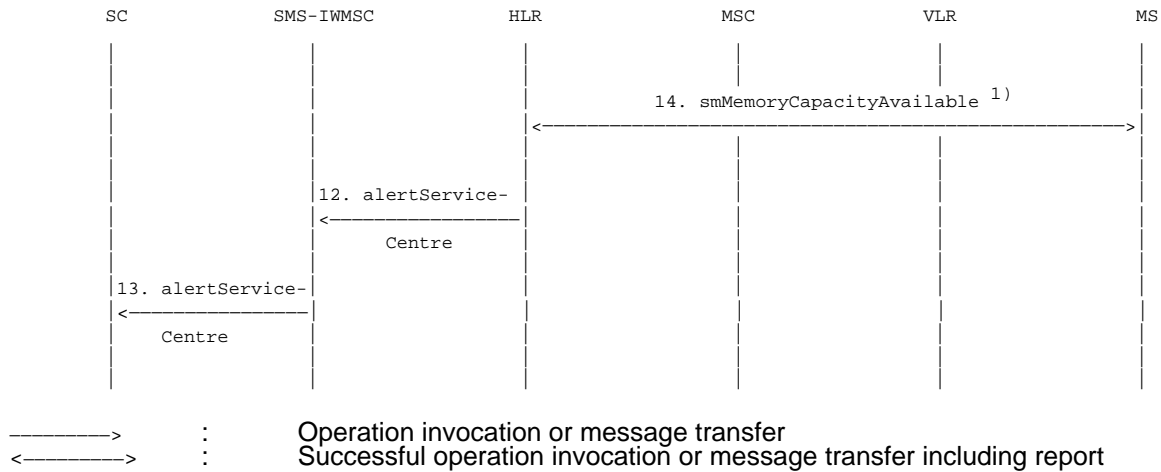 SC SMS-IWMSC HLR MSC VLR MS
14. smMemoryCapacityAvailable 1)
12. alertService-
Centre
13. alertService-
Centre
: Operation invocation or message transfer
: Successful operation invocation or message transfer including report